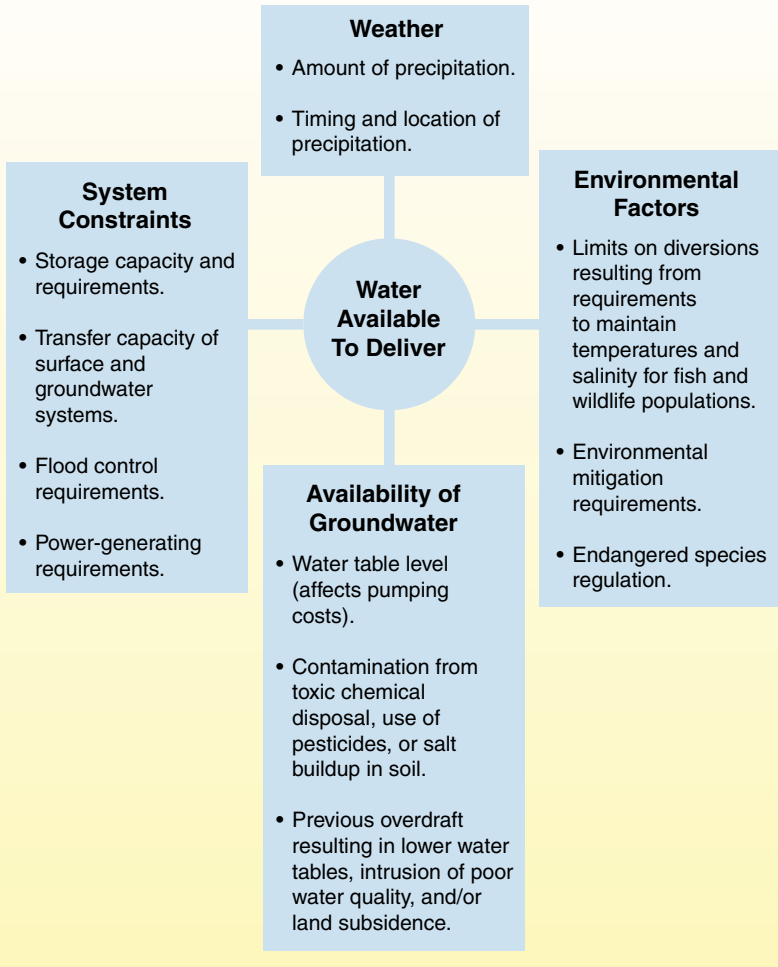 Weather
• Amount of precipitation.
• Timing and location of
precipitation.
System
Constraints
• Storage capacity and
requirements.
• Transfer capacity of
surface and
groundwater
systems.
• Flood control
requirements.
• Power-generating
requirements.
Water
Available
To Deliver
Environmental
Factors
• Limits on diversions
resulting from
requirements
to maintain
temperatures and
salinity for fish and
wildlife populations.
• Environmental
mitigation
requirements.
• Endangered species
regulation.
Availability of
Groundwater
• Water table level
(affects pumping
costs).
• Contamination from
toxic chemical
disposal, use of
pesticides, or salt
buildup in soil.
• Previous overdraft
resulting in lower water
tables, intrusion of poor
water quality, and/or
land subsidence.